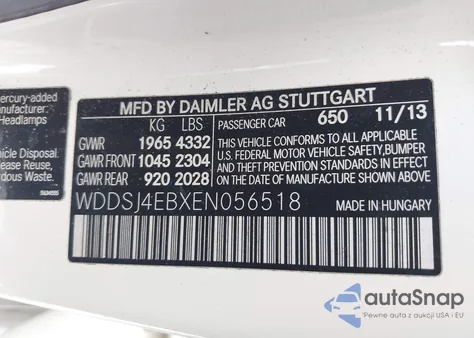 ercury-added
Headlamps
hicle Disposal.
ease Reuse,
ardous Waste.
MFD BY DAIMLER AG STUTTGART
KG LBS
GVWR 1965 4332
GAWR FRONT 1045 2304
GAWR REAR 920 2028
PASSENGER CAR 650 11/13
THIS VEHICLE CONFORMS TO ALL APPLICABLE
U.S. FEDERAL MOTOR VEHICLE SAFETY,BUMPER
AND THEFT PREVENTION STANDARDS IN EFFECT
ON THE DATE OF MANUFACTURE SHOWN ABOVE.
WDDSJ4EBXEN056518 MADE IN HUNGARY
autoSnap
*Pewne auta z aukcji USA i EU